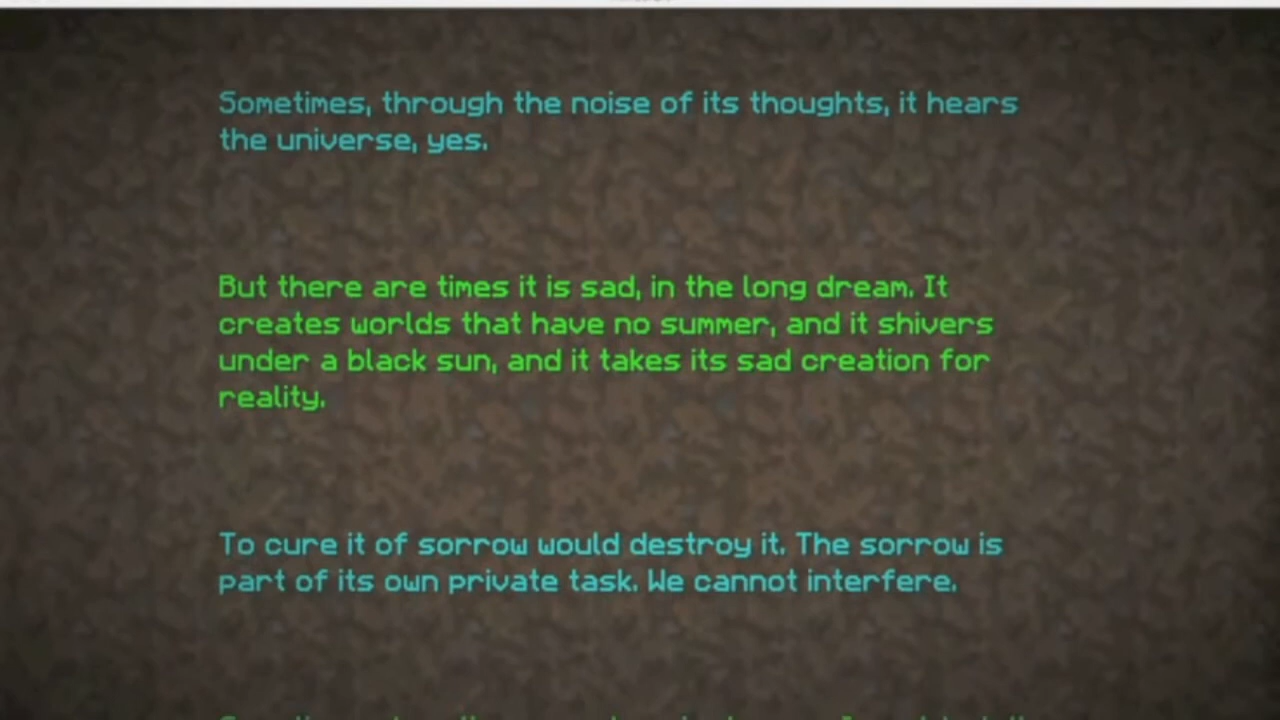 Sometimes, through the noise of its thoughts, it hears
the universe, yes.
But there are times it is sad, in the long dream. It
creates worlds that have no summer, and it shivers
under a black sun, and it takes its sad creation for
reality.
To cure it of sorrow would destroy it. The sorrow is
part of its own private task. We cannot interfere.